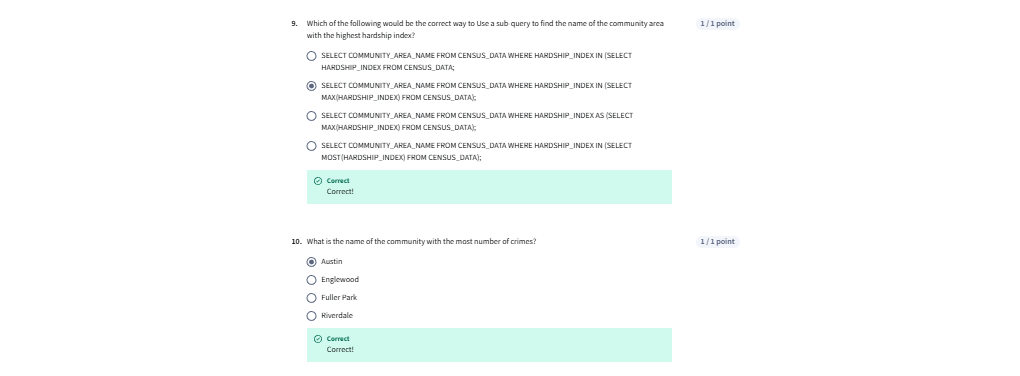 9. Which of the following would be the correct way to Use a sub-query to find the name of the community area
with the highest hardship index?
1 / 1 point
SELECT COMMUNITY_AREA_NAME FROM CENSUS_DATA WHERE HARDSHIP_INDEX IN (SELECT
HARDSHIP_INDEX FROM CENSUS_DATA;
SELECT COMMUNITY_AREA_NAME FROM CENSUS_DATA WHERE HARDSHIP_INDEX IN (SELECT
MAX(HARDSHIP_INDEX) FROM CENSUS_DATA);
SELECT COMMUNITY_AREA_NAME FROM CENSUS_DATA WHERE HARDSHIP_INDEX AS (SELECT
MAX(HARDSHIP_INDEX) FROM CENSUS_DATA);
SELECT COMMUNITY_AREA_NAME FROM CENSUS_DATA WHERE HARDSHIP_INDEX IN (SELECT
MOST(HARDSHIP_INDEX) FROM CENSUS_DATA);
Correct
Correct!
10. What is the name of the community with the most number of crimes?
1 / 1 point
Austin
Englewood
Fuller Park
Riverdale
Correct
Correct!